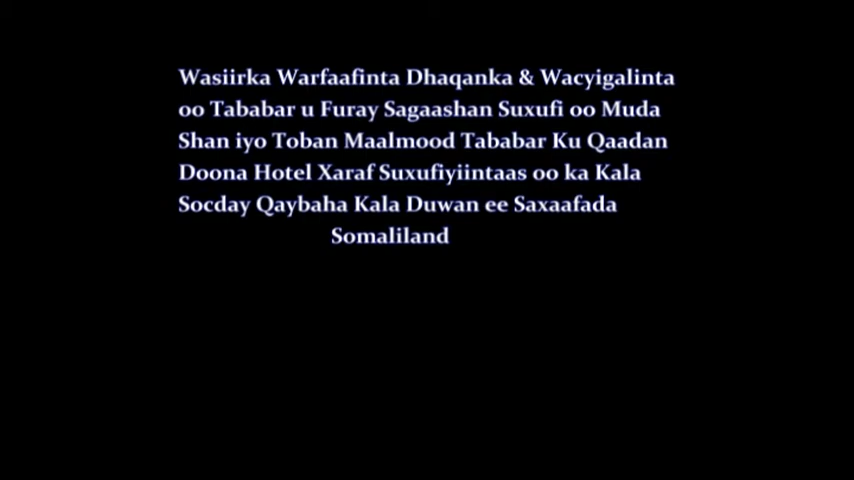 Wasiirka Warfaafinta Dhaqanka & Wacyigalinta
oo Tababar u Furay Sagaashan Suxufi oo Muda
Shan iyo Toban Maalmood Tababar Ku Qaadan
Doona Hotel Xaraf Suxufiyiintaas oo ka Kala
Socday Qaybaha Kala Duwan ee Saxaafada
Somaliland